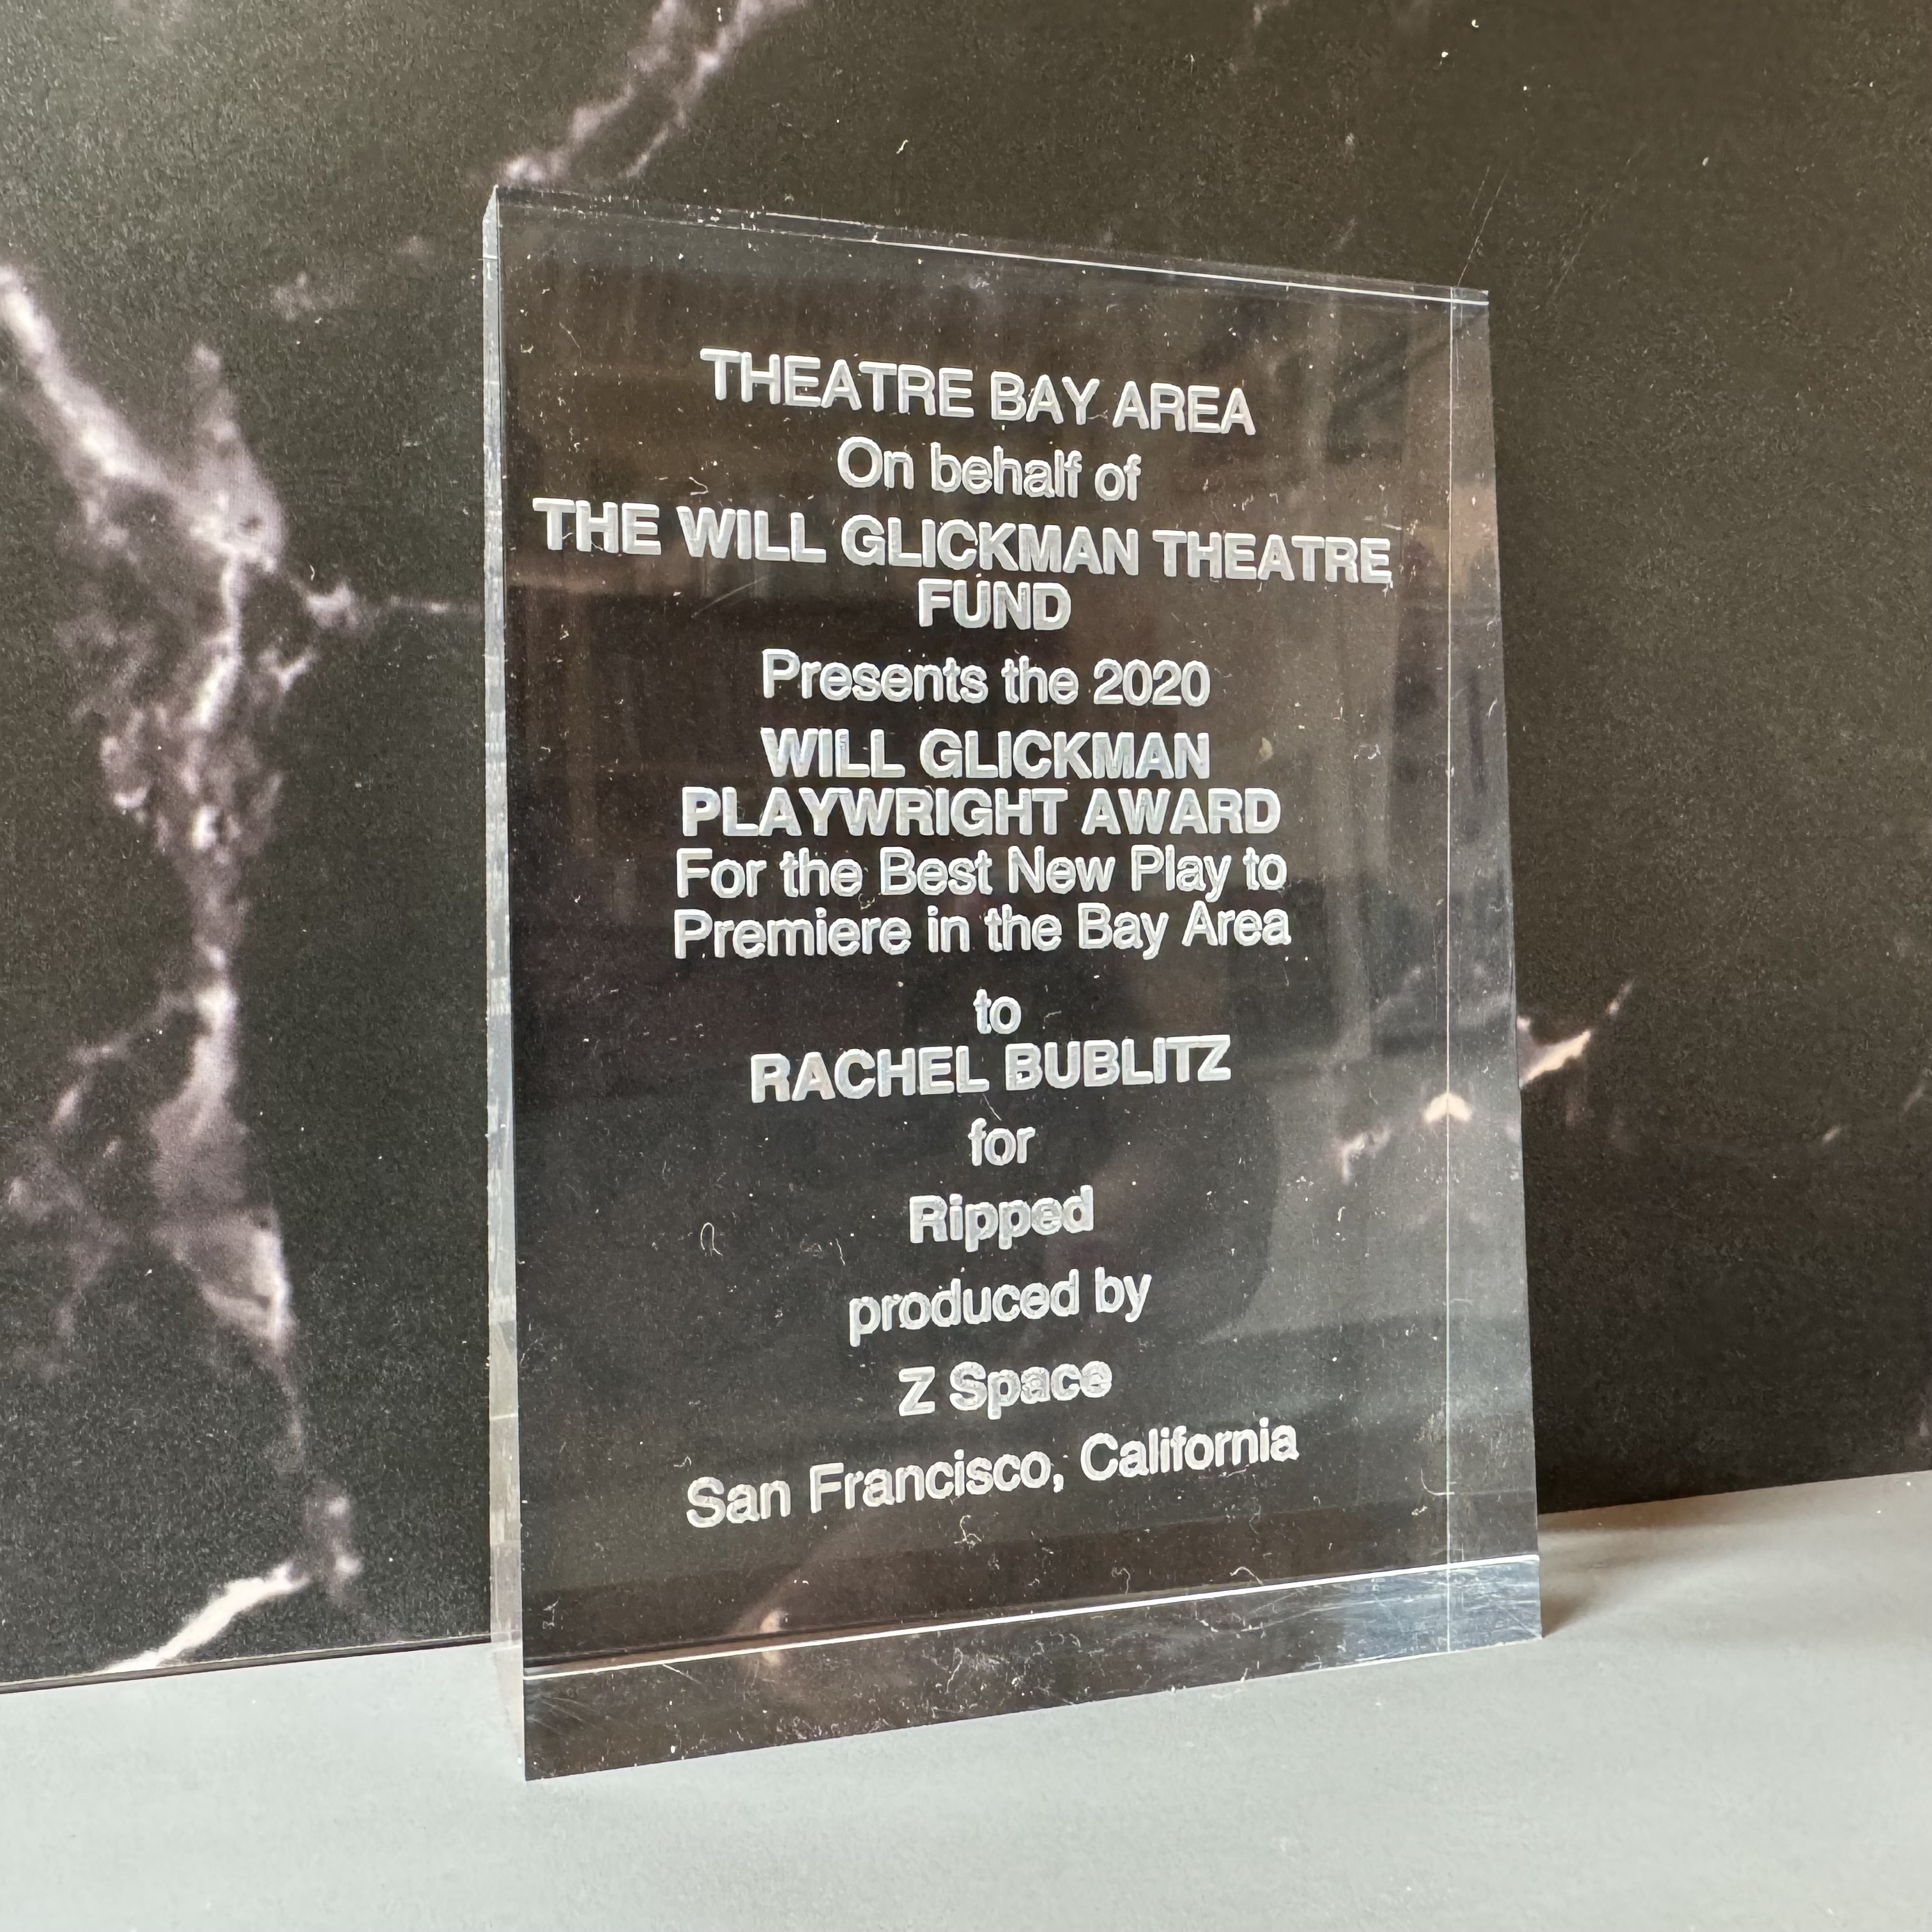 THEATRE BAY AREA
On behalf of
THE WILL GLICKMAN THEATRE
FUND
Presents the 2020
WILL GLICKMAN
PLAYWRIGHT AWARD
For the Best New Play to
Premiere in the Bay Area
to
RACHEL BUBLITZ
for
Ripped
produced by
Z Space
San Francisco, California